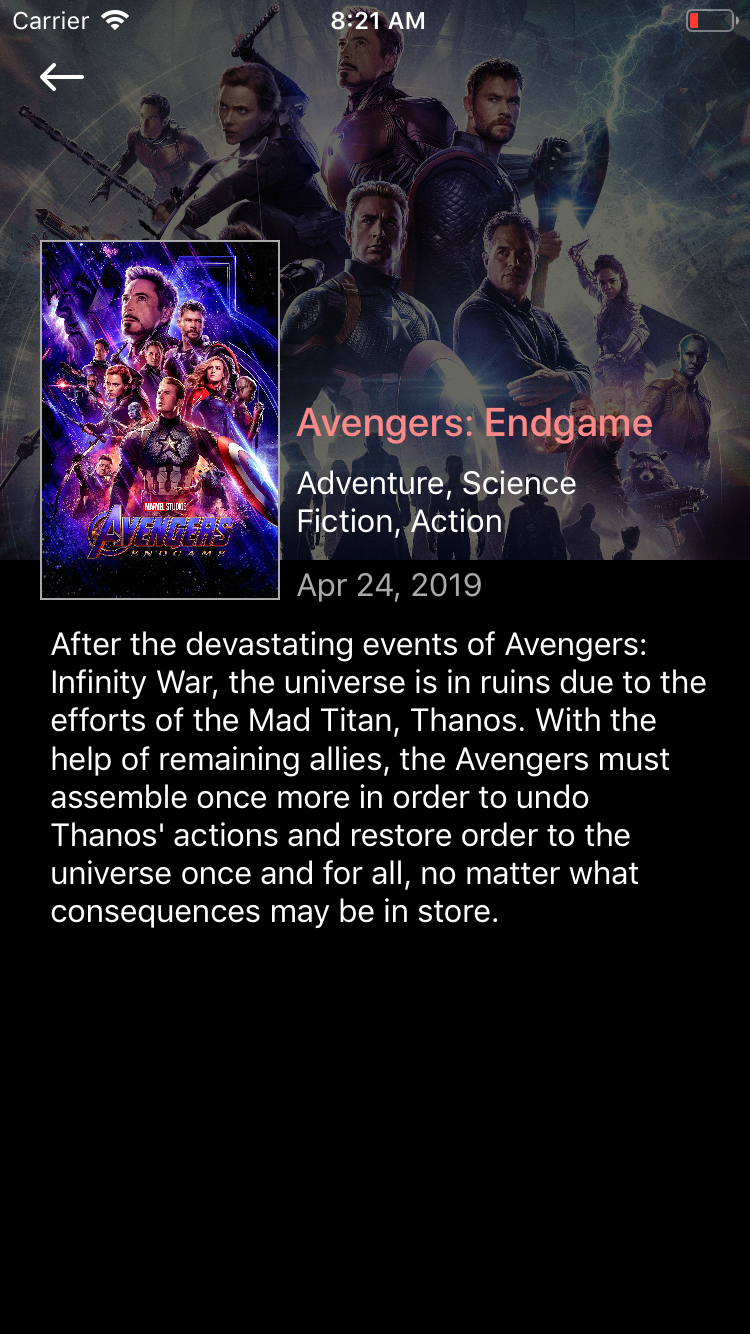 Carrier 8:21 AM
MARVEL STUDIOS
AVENGERS
ENDGAME
Avengers: Endgame
Adventure, Science
Fiction, Action
Apr 24, 2019
After the devastating events of Avengers:
Infinity War, the universe is in ruins due to the
efforts of the Mad Titan, Thanos. With the
help of remaining allies, the Avengers must
assemble once more in order to undo
Thanos' actions and restore order to the
universe once and for all, no matter what
consequences may be in store.